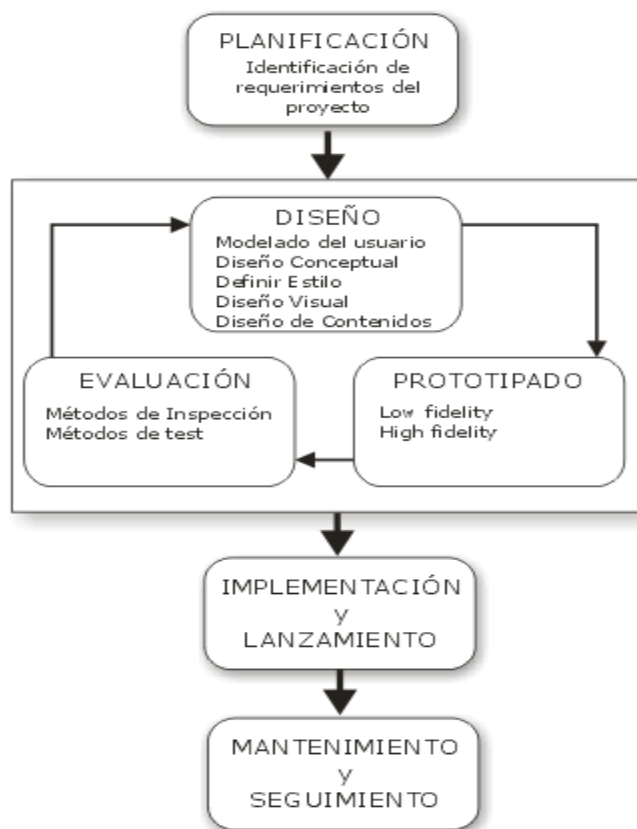 PLANIFICACIÓN
Identificación de
requerimientos del
proyecto
DISEÑO
Modelado del usuario
Diseño Conceptual
Definir Estilo
Diseño Visual
Diseño de Contenidos
EVALUACIÓN
Métodos de Inspección
Métodos de test
PROTOTIPADO
Low fidelity
High fidelity
IMPLEMENTACIÓN
y
LANZAMIENTO
MANTENIMIENTO
y
SEGUIMIENTO